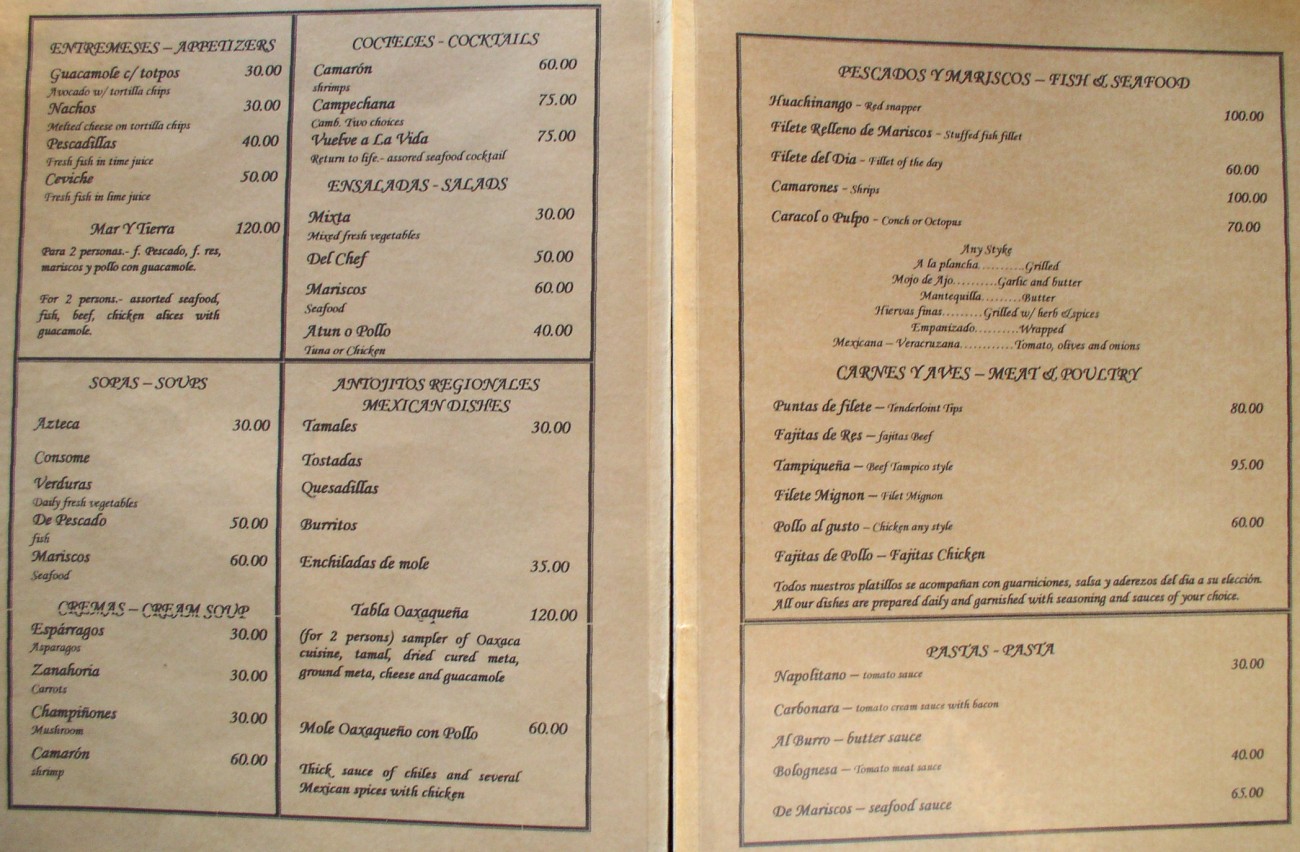 ENTREMESES – APPETIZERS
Guacamole c/ totpos 30.00
Avocado w/ tortilla chips
Nachos 30.00
Melted cheese on tortilla chips
Pescadillas 40.00
Fresh fish in time juice
Ceviche 50.00
Fresh fish in lime juice
Mar Y Tierra 120.00
Para 2 personas.- f. Pescado, f. res,
mariscos y pollo con guacamole.
For 2 persons.- assorted seafood,
fish, beef, chicken alices with
guacamole.
COCTELES - COCKTAILS
Camarón 60.00
shrimps
Campechana 75.00
Camb. Two choices
Vuelve a La Vida 75.00
Return to life.- assored seafood cocktail
ENSALADAS - SALADS
Mixta 30.00
Mixed fresh vegetables
Del Chef 50.00
Mariscos 60.00
Seafood
Atun o Pollo 40.00
Tuna or Chicken
SOPAS – SOUPS
Azteca 30.00
Consome
Verduras
Daily fresh vegetables
De Pescado 50.00
fish
Mariscos 60.00
Seafood
CREMAS – CREAM SOUP
Espárragos 30.00
Asparagos
Zanahoria 30.00
Carrots
Champiñones 30.00
Mushroom
Camarón 60.00
shrimp
ANTOJITOS REGIONALES
MEXICAN DISHES
Tamales 30.00
Tostadas
Quesadillas
Burritos
Enchiladas de mole 35.00
Tabla Oaxaqueña 120.00
(for 2 persons) sampler of Oaxaca
cuisine, tamal, dried cured meta,
ground meta, cheese and guacamole
Mole Oaxaqueño con Pollo 60.00
Thick sauce of chiles and several
Mexican spices with chicken
PESCADOS Y MARISCOS – FISH & SEAFOOD
Huachinango - Red snapper 100.00
Filete Relleno de Mariscos - Stuffed fish fillet
Filete del Dia - Fillet of the day 60.00
Camarones - Shrips 100.00
Caracol o Pulpo - Conch or Octopus 70.00
Any Styke
A la plancha..........Grilled
Mojo de Ajo..........Garlic and butter
Mantequilla.........Butter
Hiervas finas.........Grilled w/ herb &spices
Empanizado..........Wrapped
Mexicana – Veracruzana............Tomato, olives and onions
CARNES Y AVES – MEAT & POULTRY
Puntas de filete – Tenderloint Tips 80.00
Fajitas de Res – fajitas Beef
Tampiqueña – Beef Tampico style 95.00
Filete Mignon – Filet Mignon
Pollo al gusto – Chicken any style 60.00
Fajitas de Pollo – Fajitas Chicken
Todos nuestros platillos se acompañan con guarniciones, salsa y aderezos del dia a su elección.
All our dishes are prepared daily and garnished with seasoning and sauces of your choice.
PASTAS - PASTA
Napolitano – tomato sauce 30.00
Carbonara – tomato cream sauce with bacon
Al Burro – butter sauce
Bolognesa – Tomato meat sauce 40.00
De Mariscos – seafood sauce 65.00